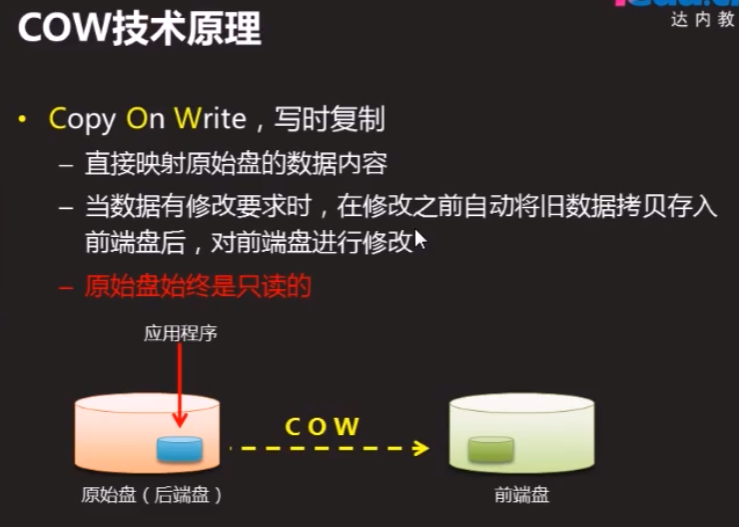 COW技术原理
达内教
• Copy On Write，写时复制
– 直接映射原始盘的数据内容
– 当数据有修改要求时，在修改之前自动将旧数据拷贝存入
前端盘后，对前端盘进行修改
– 原始盘始终是只读的
应用程序
COW
原始盘（后端盘）
前端盘